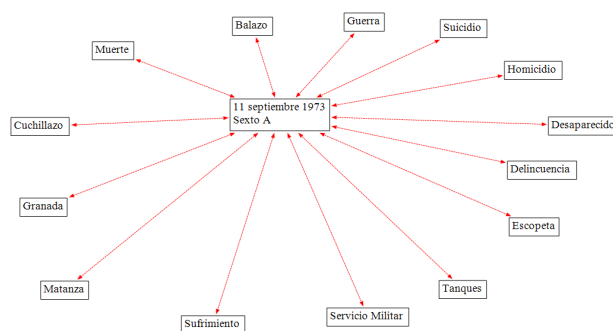 Balazo
Guerra
Suicidio
Muerte
Homicidio
11 septiembre 1973
Sexto A
Cuchillazo
Desaparecido
Delincuencia
Granada
Escopeta
Matanza
Tanques
Servicio Militar
Sufrimiento